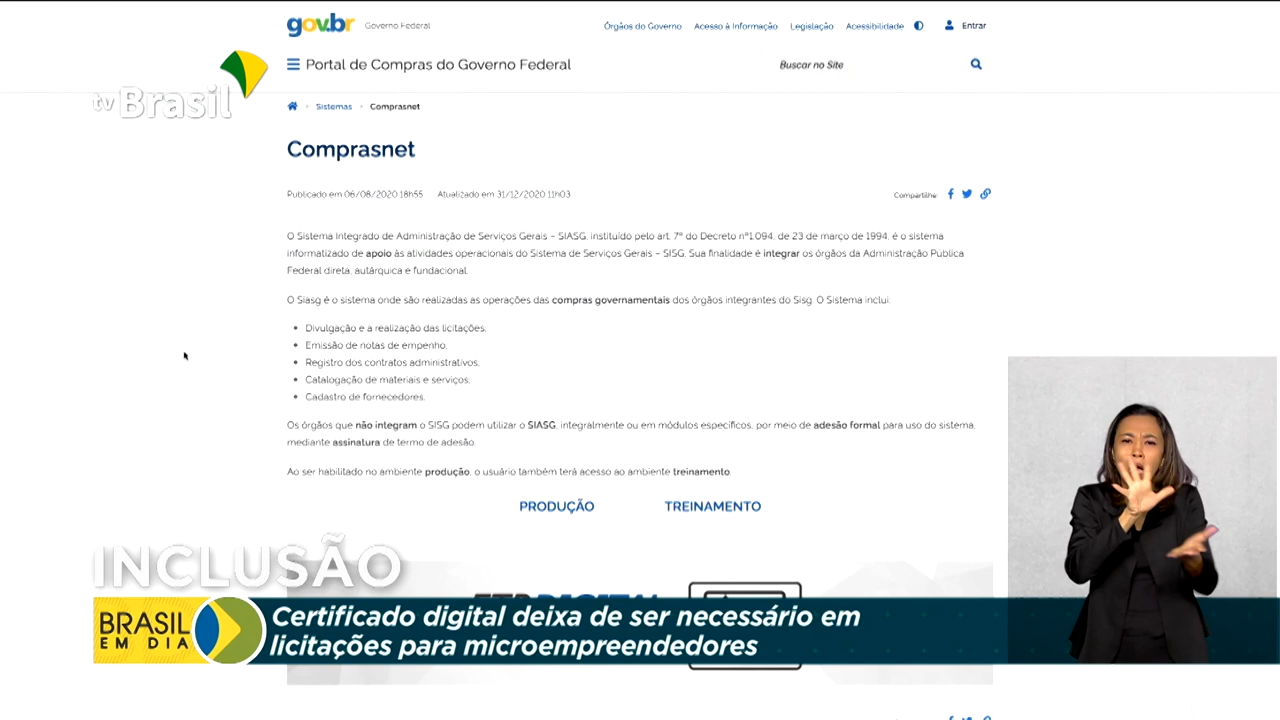 gov.br Governo Federal Órgãos do Governo Acesso à Informação Legislação Acessibilidade Entrar
Portal de Compras do Governo Federal Buscar no Site
tv Brasil
Sistemas Comprasnet
Comprasnet
Publicado em 06/08/2020 18h55 Atualizado em 31/12/2020 11h03 Compartilhe:
O Sistema Integrado de Administração de Serviços Gerais – SIASG, instituído pelo art. 7º do Decreto nº1.094, de 23 de março de 1994, é o sistema
informatizado de apoio às atividades operacionais do Sistema de Serviços Gerais – SISG. Sua finalidade é integrar os órgãos da Administração Pública
Federal direta, autárquica e fundacional.
O Siasg é o sistema onde são realizadas as operações das compras governamentais dos órgãos integrantes do Sisg. O Sistema inclui:
Divulgação e a realização das licitações;
Emissão de notas de empenho;
Registro dos contratos administrativos;
Catalogação de materiais e serviços;
Cadastro de fornecedores.
Os órgãos que não integram o SISG podem utilizar o SIASG, integralmente ou em módulos específicos, por meio de adesão formal para uso do sistema,
mediante assinatura de termo de adesão.
Ao ser habilitado no ambiente produção, o usuário também terá acesso ao ambiente treinamento.
PRODUÇÃO TREINAMENTO
INCLUSÃO
BRASIL
EM DIA
Certificado digital deixa de ser necessário em
licitações para microempreendedores